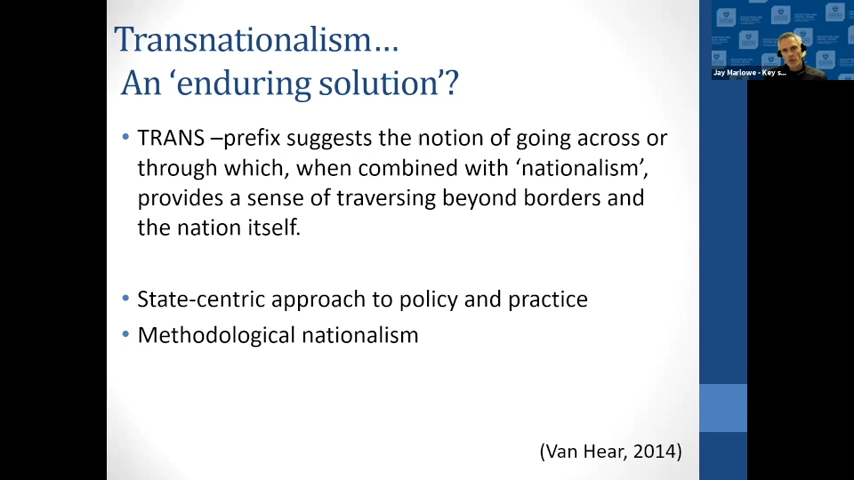 Transnationalism...
An ‘enduring solution’?
Jay Marlowe - Key s...
• TRANS –prefix suggests the notion of going across or
through which, when combined with ‘nationalism’,
provides a sense of traversing beyond borders and
the nation itself.
• State-centric approach to policy and practice
• Methodological nationalism
(Van Hear, 2014)